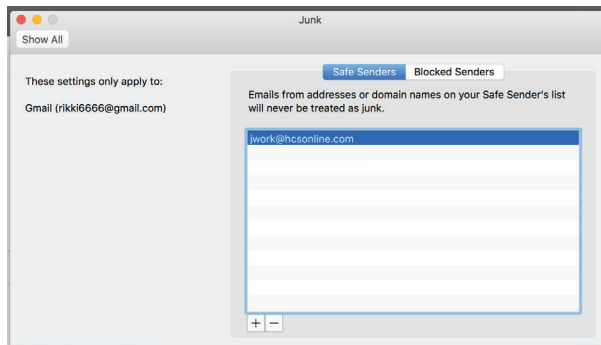 Junk
Show All
These settings only apply to:
Gmail (rikki6666@gmail.com)
Safe Senders
Blocked Senders
Emails from addresses or domain names on your Safe Sender's list
will never be treated as junk.
jwork@hcsonline.com
+ −